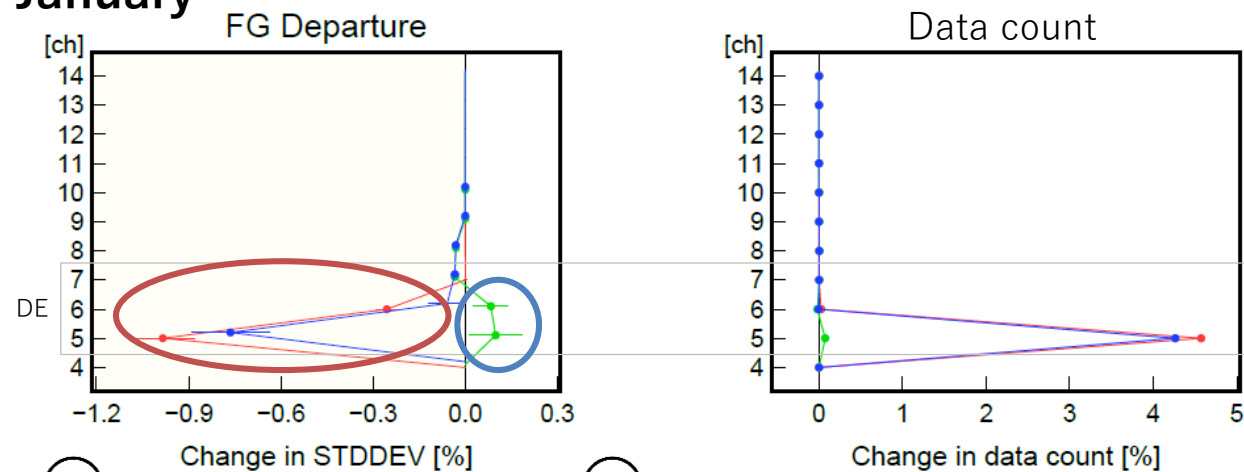 January
FG Departure
Data count
[ch]
[ch]
14
13
12
11
10
9
8
7
6
5
4
DE
−1.2 −0.9 −0.6 −0.3 0.0 0.3
Change in STDDEV [%]
14
13
12
11
10
9
8
7
6
5
4
0 1 2 3 4 5
Change in data count [%]